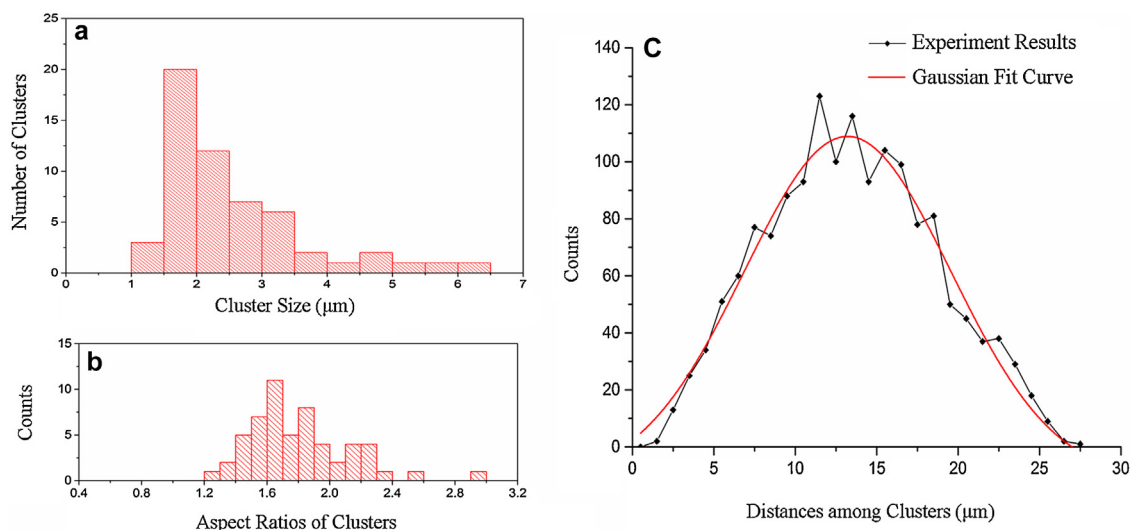 a
25
20
15
10
5
0
0 1 2 3 4 5 6 7
Number of Clusters
Cluster Size (μm)
b
15
10
5
0
0.4 0.8 1.2 1.6 2.0 2.4 2.8 3.2
Counts
Aspect Ratios of Clusters
C
Experiment Results
Gaussian Fit Curve
140
120
100
80
60
40
20
0
0 5 10 15 20 25 30
Counts
Distances among Clusters (μm)